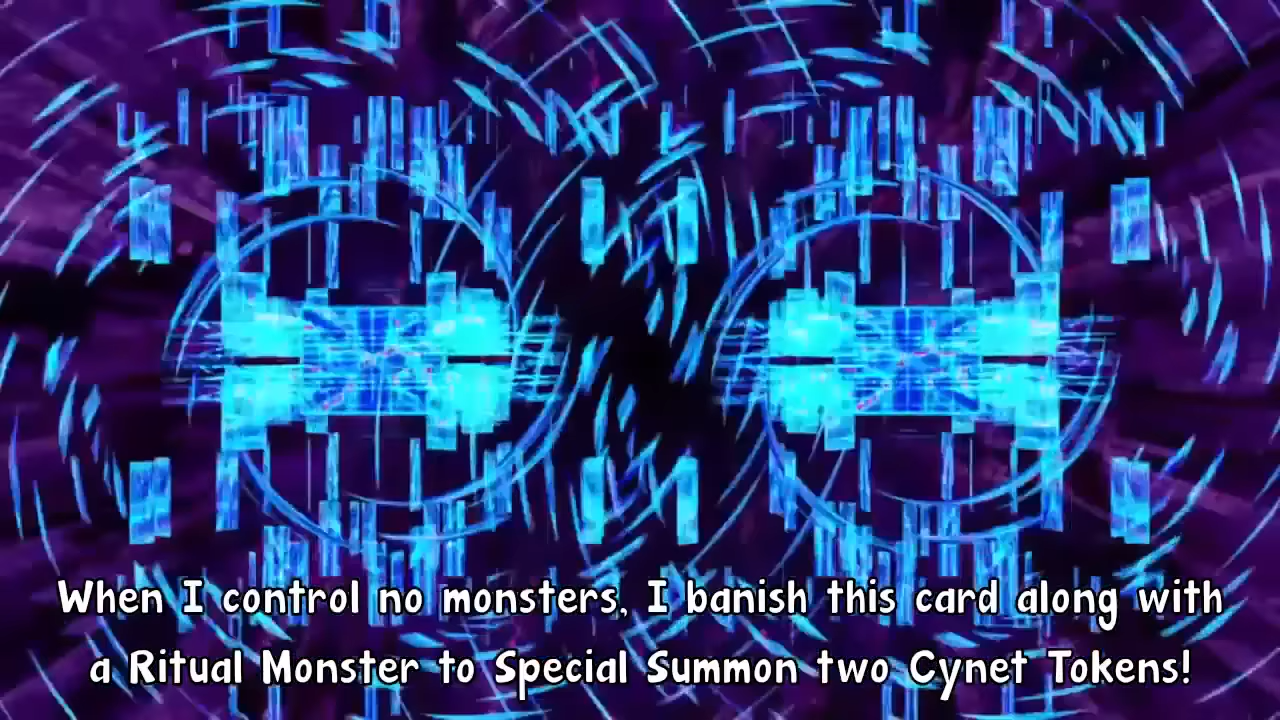 When I control no monsters, I banish this card along with
a Ritual Monster to Special Summon two Cynet Tokens!